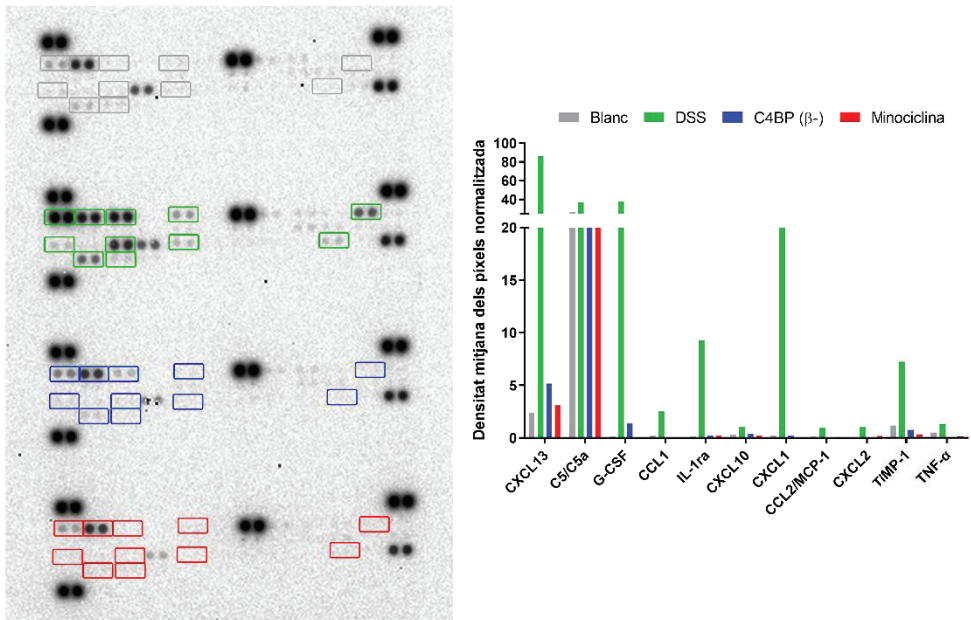 Blanc DSS C4BP (β-) Minociclina
Densitat mitjana dels píxels normalitzada
100
80
60
40
20
15
10
5
0
CXCL13
C5/C5a
G-CSF
CCL1
IL-1ra
CXCL10
CXCL1
CCL2/MCP-1
CXCL2
TIMP-1
TNF-α